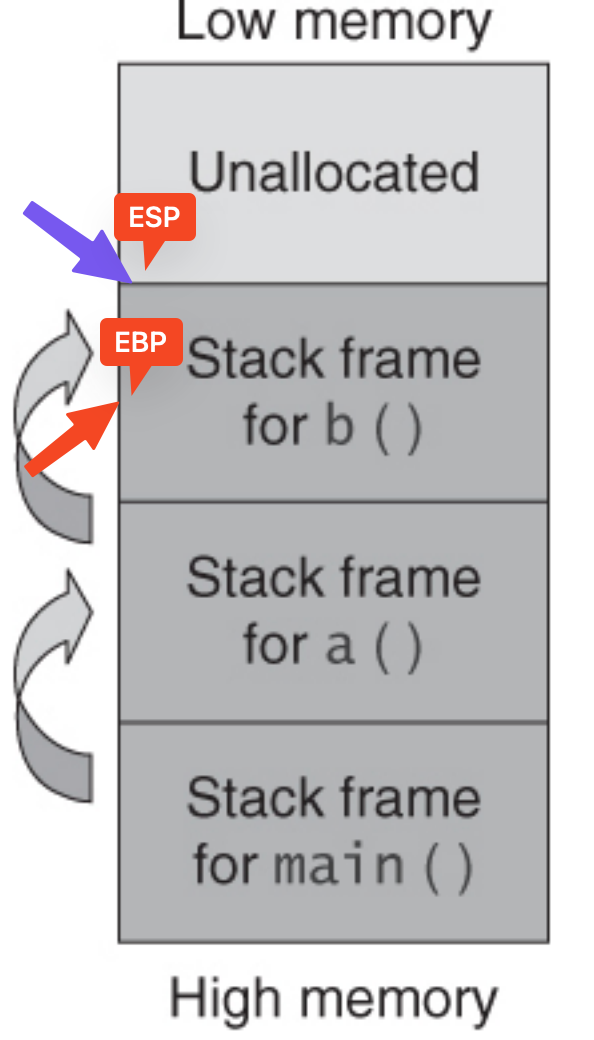 Low memory
Unallocated
ESP
EBP
Stack frame
for b ()
Stack frame
for a ()
Stack frame
for main ()
High memory